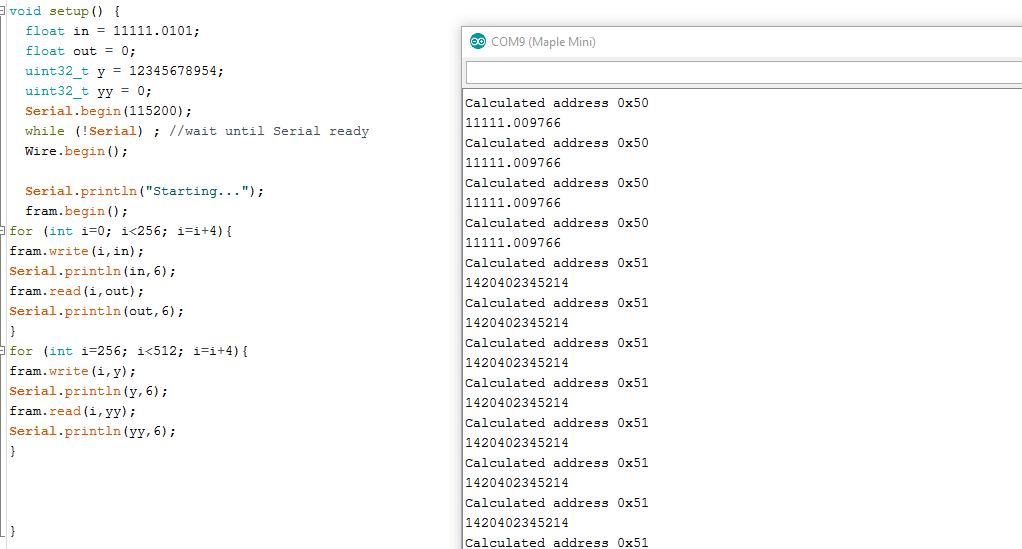 void setup() {
  float in = 11111.0101;
  float out = 0;
  uint32_t y = 12345678954;
  uint32_t yy = 0;
  Serial.begin(115200);
  while (!Serial) ; //wait until Serial ready
  Wire.begin();
  Serial.println("Starting...");
  fram.begin();
for (int i=0; i<256; i=i+4){
fram.write(i,in);
Serial.println(in,6);
fram.read(i,out);
Serial.println(out,6);
}
for (int i=256; i<512; i=i+4){
fram.write(i,y);
Serial.println(y,6);
fram.read(i,yy);
Serial.println(yy,6);
}
}
COM9 (Maple Mini)
Calculated address 0x50
11111.009766
Calculated address 0x50
11111.009766
Calculated address 0x50
11111.009766
Calculated address 0x50
11111.009766
Calculated address 0x51
1420402345214
Calculated address 0x51
1420402345214
Calculated address 0x51
1420402345214
Calculated address 0x51
1420402345214
Calculated address 0x51
1420402345214
Calculated address 0x51
1420402345214
Calculated address 0x51
1420402345214
Calculated address 0x51